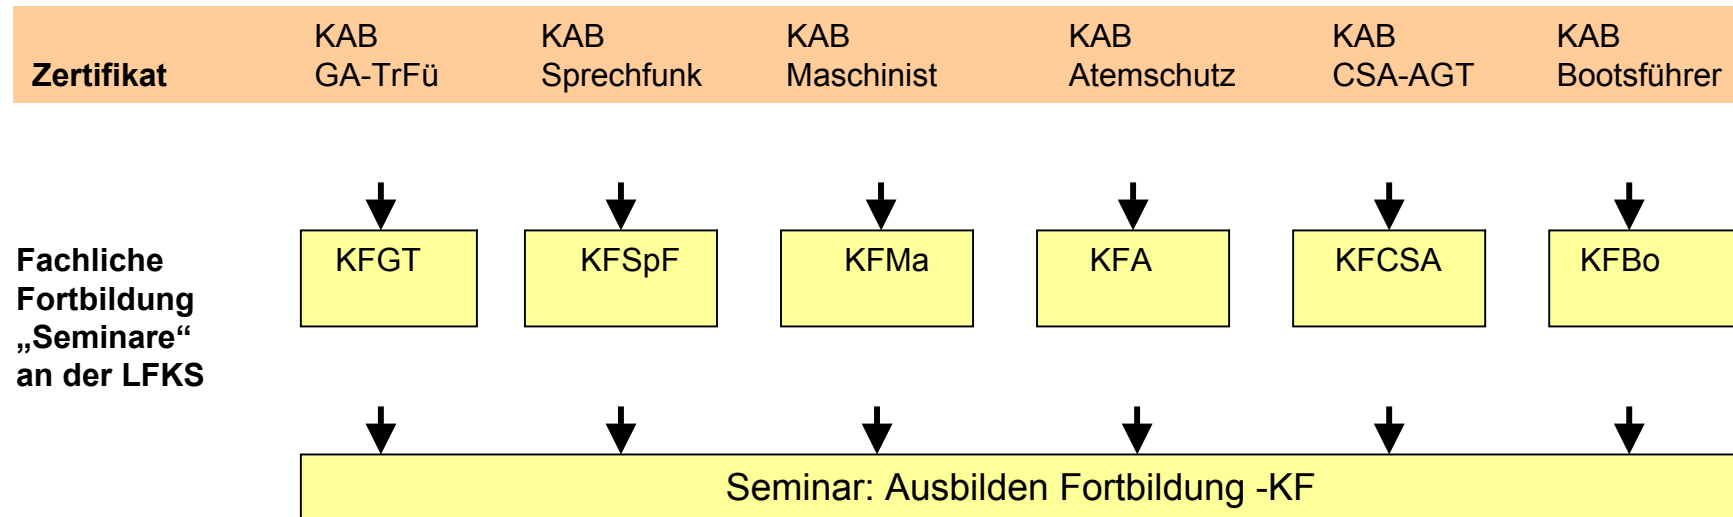 KAB KAB KAB KAB KAB KAB
Zertifikat GA-TrFü Sprechfunk Maschinist Atemschutz CSA-AGT Bootsführer
Fachliche
Fortbildung
„Seminare“
an der LFKS
KFGT KFSpF KFMa KFA KFCSA KFBo
Seminar: Ausbilden Fortbildung -KF